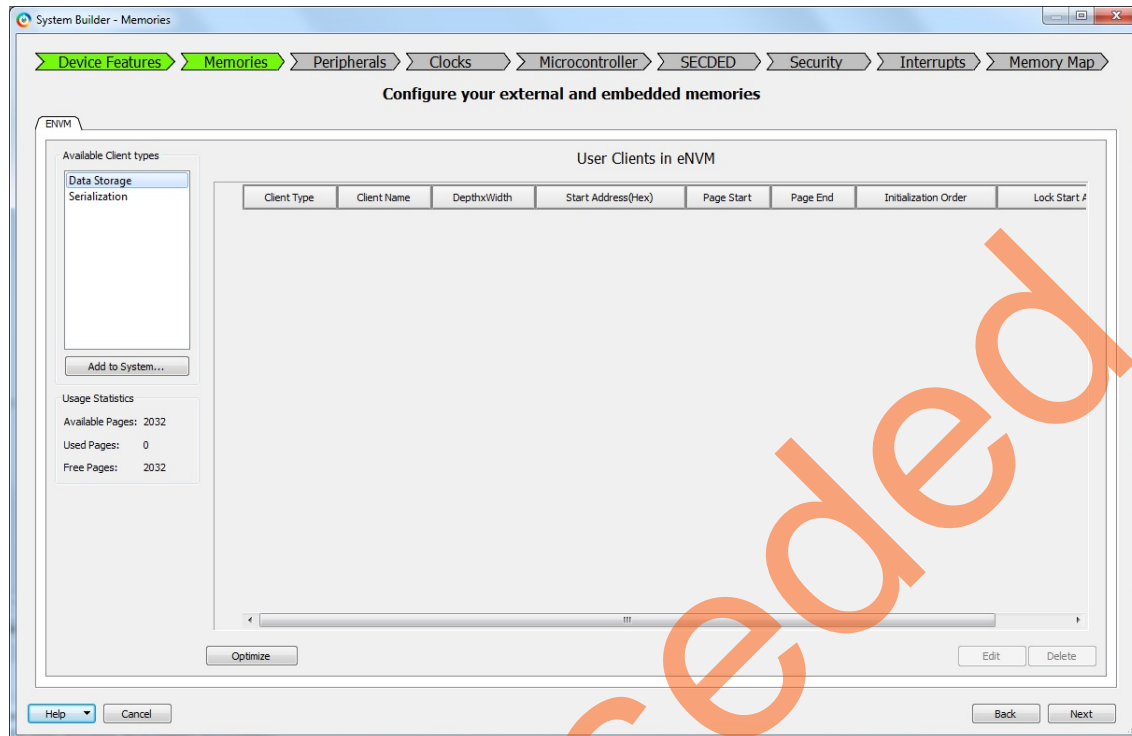 System Builder - Memories
Device Features Memories Peripherals Clocks Microcontroller SECDED Security Interrupts Memory Map
Configure your external and embedded memories
ENVM
Available Client types
User Clients in eNVM
Data Storage
Serialization
Client Type Client Name DepthxWidth Start Address(Hex) Page Start Page End Initialization Order Lock Start A
Add to System...
Usage Statistics
Available Pages: 2032
Used Pages: 0
Free Pages: 2032
Optimize Edit Delete
Help Cancel Back Next
ceded